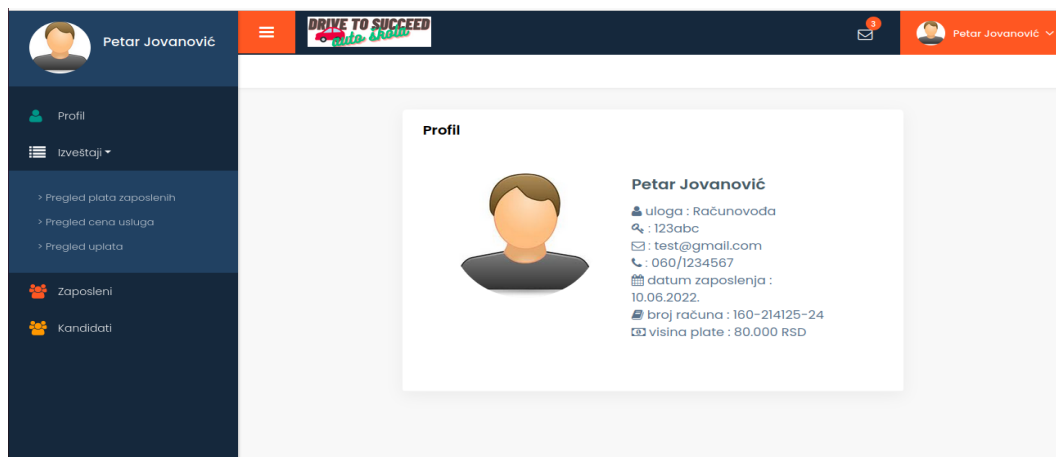 Petar Jovanović
DRIVE TO SUCCEED
auto škola
3
Petar Jovanović
Profil
Izveštaji
> Pregled plata zaposlenih
> Pregled cena usluga
> Pregled uplata
Zaposleni
Kandidati
Profil
Petar Jovanović
uloga : Računovođa
: 123abc
: test@gmail.com
: 060/1234567
datum zaposlenja :
10.06.2022.
broj računa : 160-214125-24
visina plate : 80.000 RSD